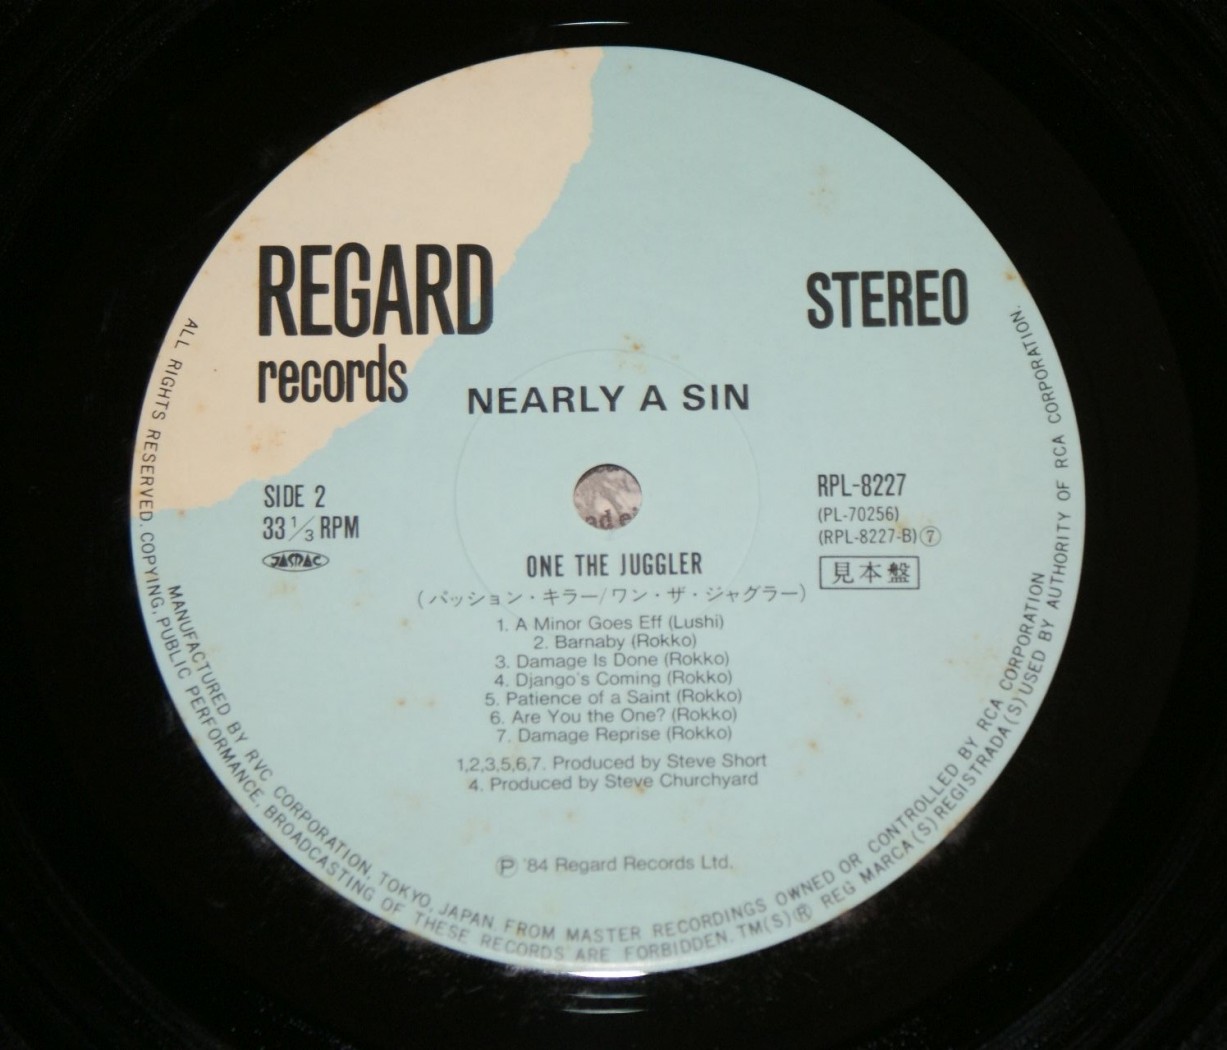 REGARD
records
STEREO
NEARLY A SIN
SIDE 2
33 1/3 RPM
JASRAC
RPL-8227
(PL-70256)
(RPL-8227-B)⑦
見本盤
ONE THE JUGGLER
(パッション・キラー/ワン・ザ・ジャグラー)
1. A Minor Goes Eff (Lushi)
2. Barnaby (Rokko)
3. Damage Is Done (Rokko)
4. Django's Coming (Rokko)
5. Patience of a Saint (Rokko)
6. Are You the One? (Rokko)
7. Damage Reprise (Rokko)
1,2,3,5,6,7. Produced by Steve Short
4. Produced by Steve Churchyard
Ⓟ '84 Regard Records Ltd.
MANUFACTURED BY RVC CORPORATION, TOKYO, JAPAN. FROM MASTER RECORDINGS OWNED OR CONTROLLED BY RCA CORPORATION
ALL RIGHTS RESERVED. COPYING, PUBLIC PERFORMANCE, BROADCASTING OF THESE RECORDS ARE FORBIDDEN. TM(S)® REG MARCA(S) REGISTRADA(S) USED BY AUTHORITY OF RCA CORPORATION.